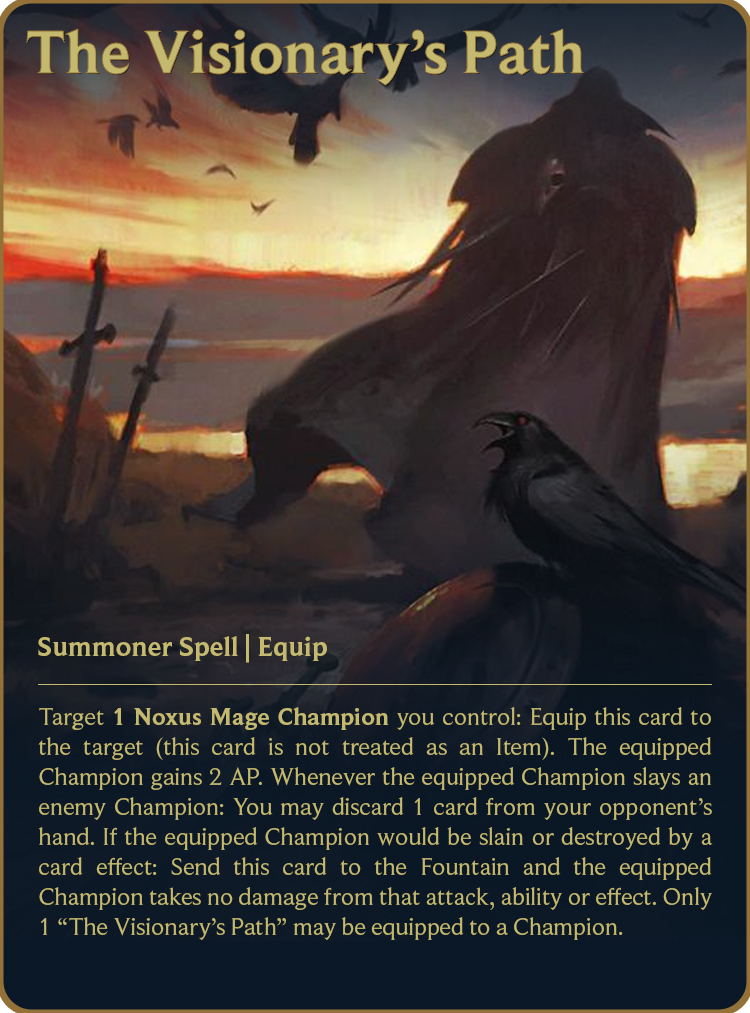 The Visionary’s Path
Summoner Spell | Equip
Target 1 Noxus Mage Champion you control: Equip this card to
the target (this card is not treated as an Item). The equipped
Champion gains 2 AP. Whenever the equipped Champion slays an
enemy Champion: You may discard 1 card from your opponent’s
hand. If the equipped Champion would be slain or destroyed by a
card effect: Send this card to the Fountain and the equipped
Champion takes no damage from that attack, ability or effect. Only
1 “The Visionary’s Path” may be equipped to a Champion.